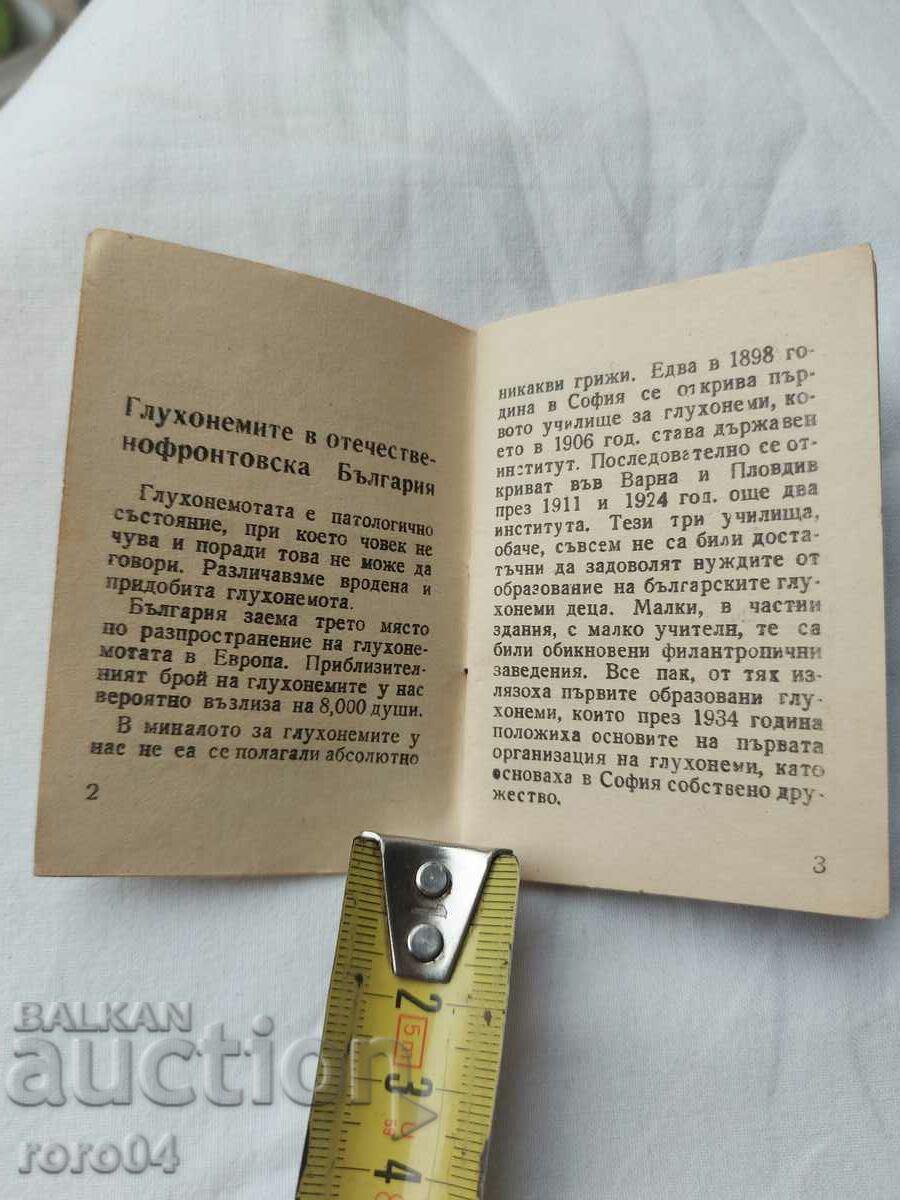 Глухонемите в отечестве-
нофронтовска България
Глухонемотата е патологично
състояние, при което човек не
чува и поради това не може да
говори. Различаваме вродена и
придобита глухонемота.
България заема трето място
по разпространение на глухоне-
мотата в Европа. Приблизител-
ният брой на глухонемите у нас
вероятно възлиза на 8,000 души.
В миналото за глухонемите у
нас не еа се полагали абсолютно
2
никакви грижи. Едва в 1898 го-
дина в София се открива пър-
вото училище за глухонеми, ко-
ето в 1906 год. става държавен
институт. Последователно се от-
криват във Варна и Пловдив
през 1911 и 1924 год. още два
института. Тези три училища,
обаче, съвсем не са били доста-
тъчни да задоволят нуждите от
образование на българските глу-
хонеми деца. Малки, в частни
здания, с малко учители, те са
били обикновени филантропични
заведения. Все пак, от тях из-
лязоха първите образовани глу-
хонеми, които през 1934 година
положиха основите на първата
организация на глухонеми, като
основаха в София собствено дру-
жество.
3
1
2
5m
3
4
8
BALKAN
auction
roro04